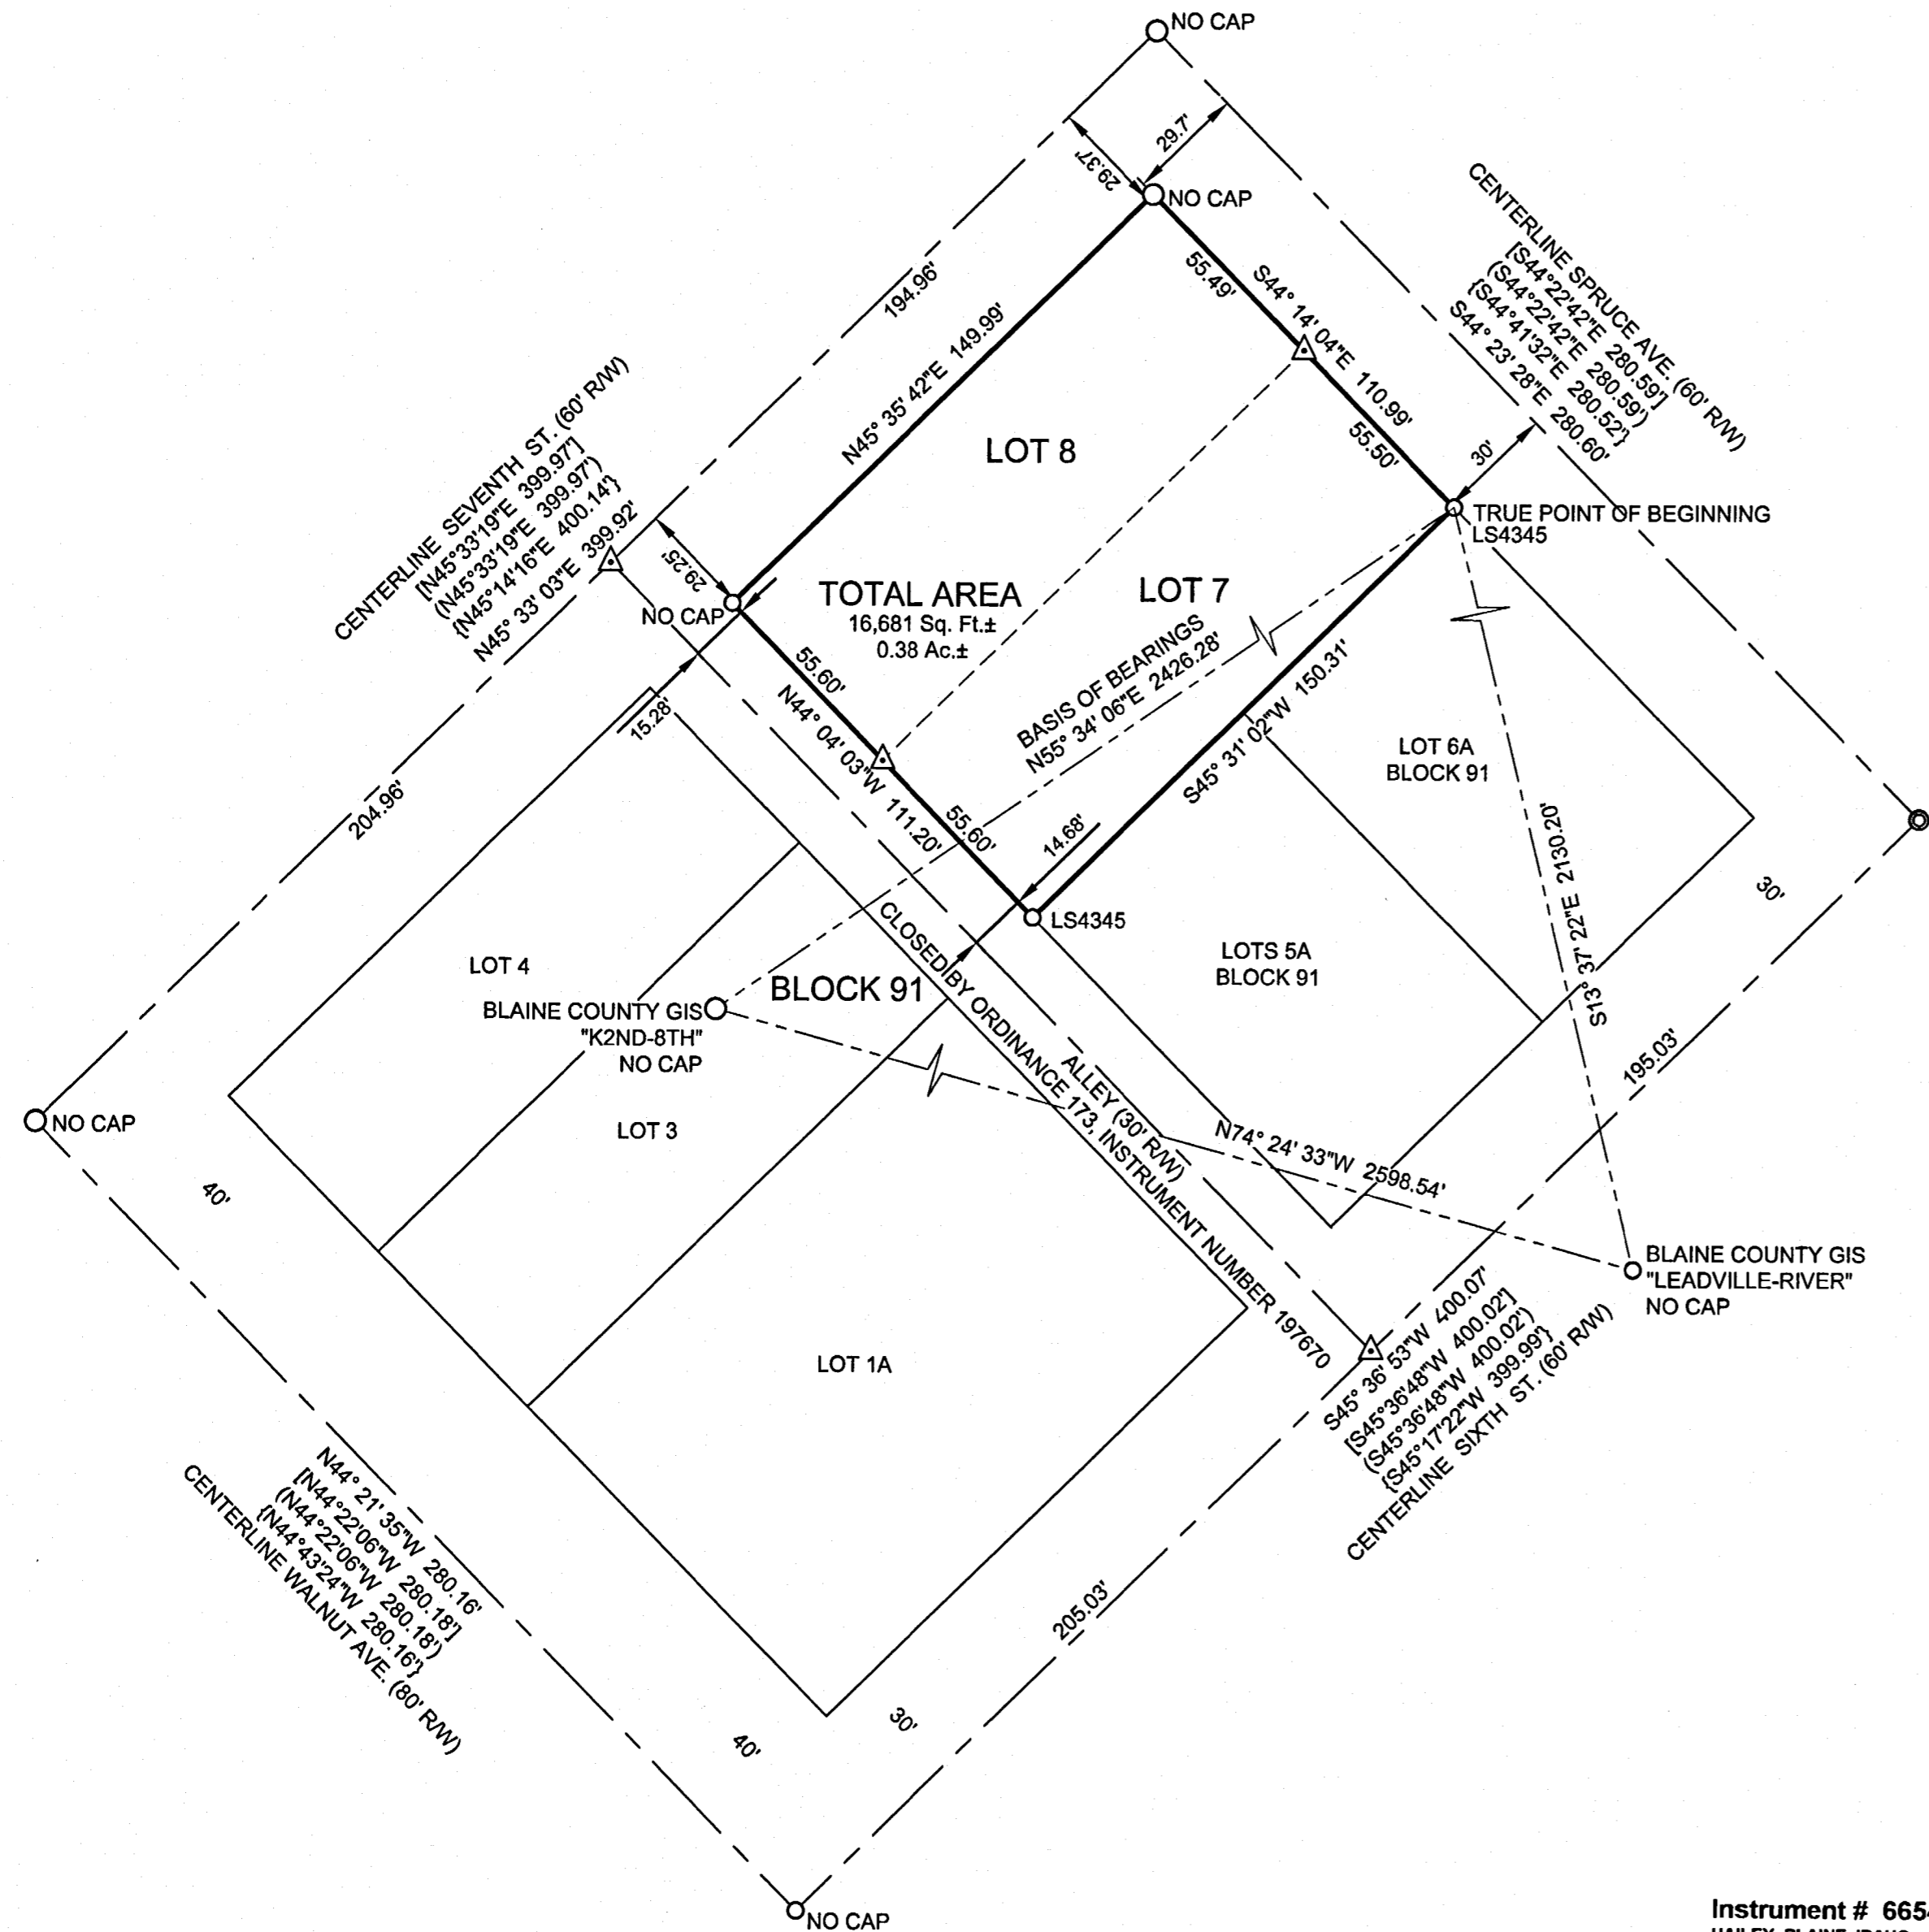 NO CAP
29.7'
29.37'
NO CAP
CENTERLINE SPRUCE AVE. (60' R/W)
[S44°22'42"E 280.59']
(S44°22'42"E 280.59')
{S44°41'32"E 280.52'}
S44° 23' 28"E 280.60'
194.96'
55.49'
S44° 14' 04"E 110.99'
55.50'
N45° 35' 42"E 149.99'
LOT 8
30'
TRUE POINT OF BEGINNING
LS4345
CENTERLINE SEVENTH ST. (60' R/W)
[N45°33'19"E 399.97']
(N45°33'19"E 399.97')
{N45°14'16"E 400.14'}
N45° 33' 03"E 399.92'
29.25'
NO CAP
TOTAL AREA
16,681 Sq. Ft.±
0.38 Ac.±
LOT 7
BASIS OF BEARINGS
N55° 34' 06"E 2426.28'
S45° 31' 02"W 150.31'
55.60'
N44° 04' 03"W 111.20'
55.60'
15.28'
14.68'
LS4345
LOT 6A
BLOCK 91
S13° 37' 22"E 2130.20'
30'
204.96'
LOT 4
BLOCK 91
BLAINE COUNTY GIS
"K2ND-8TH"
NO CAP
LOTS 5A
BLOCK 91
CLOSED BY ORDINANCE 173, INSTRUMENT NUMBER 197670
ALLEY (30' R/W)
195.03'
NO CAP
LOT 3
40'
N74° 24' 33"W 2598.54'
BLAINE COUNTY GIS
"LEADVILLE-RIVER"
NO CAP
LOT 1A
S45° 36' 53"W 400.07'
[S45°36'48"W 400.02']
(S45°36'48"W 400.02')
{S45°17'22"W 399.99'}
CENTERLINE SIXTH ST. (60' R/W)
N44° 21' 35"W 280.16'
[N44°22'06"W 280.18']
(N44°22'06"W 280.18')
{N44°43'24"W 280.16'}
CENTERLINE WALNUT AVE. (80' R/W)
205.03'
30'
40'
NO CAP
Instrument # 665